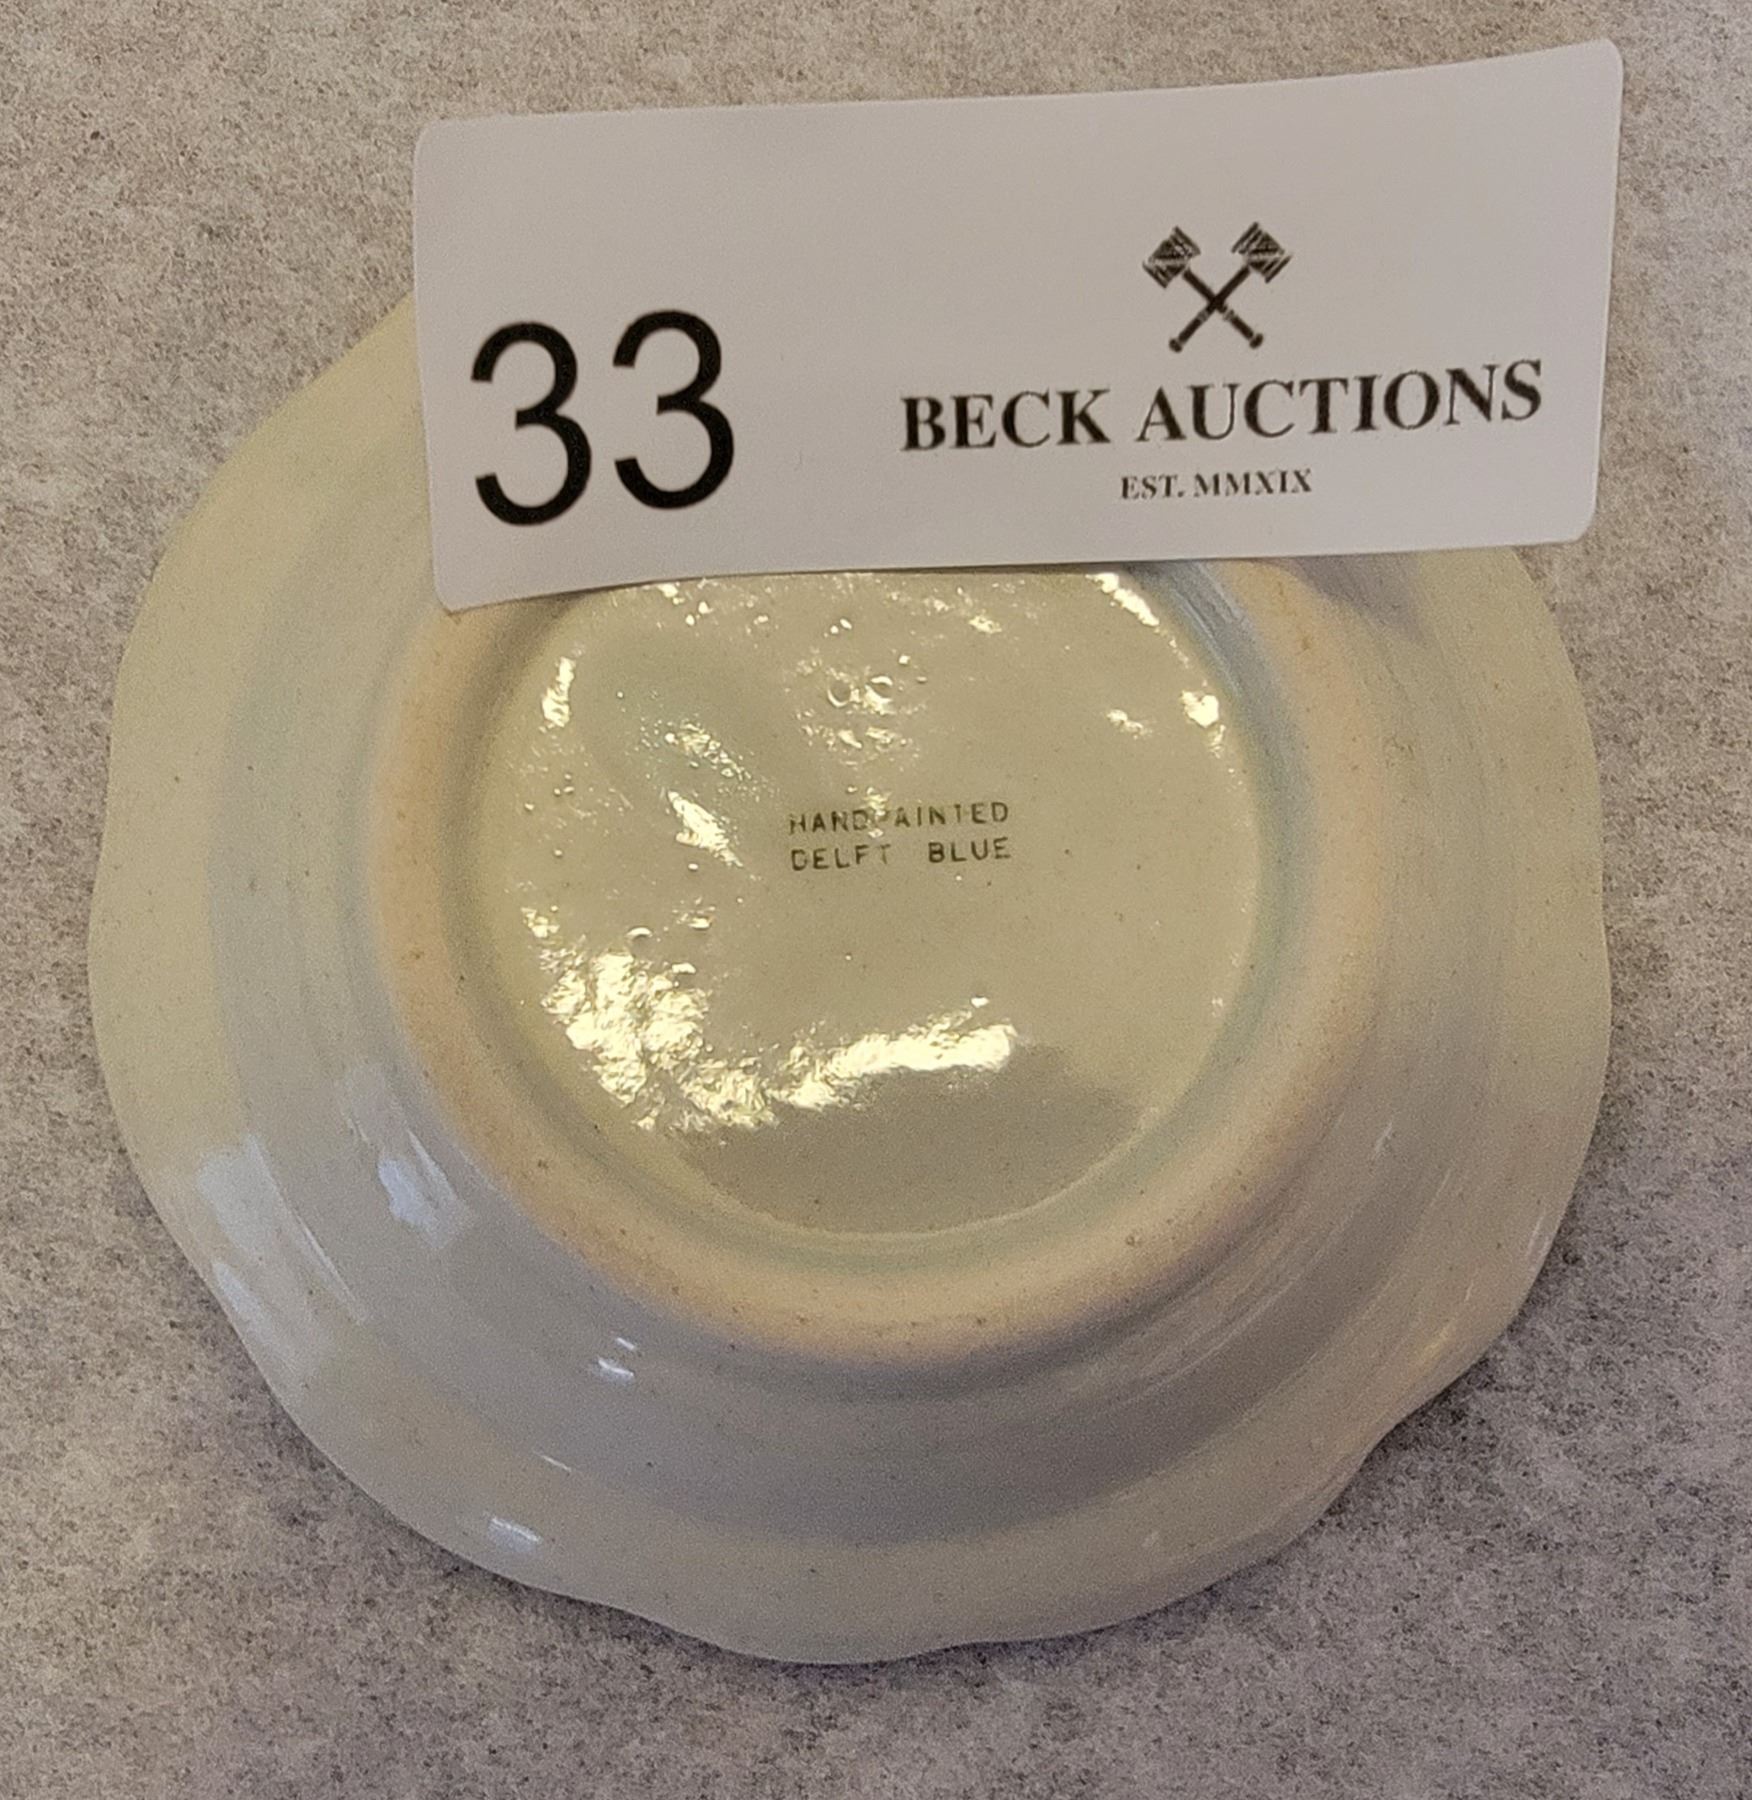 33
BECK AUCTIONS
EST. MMXIX
HANDPAINTED
DELFT BLUE